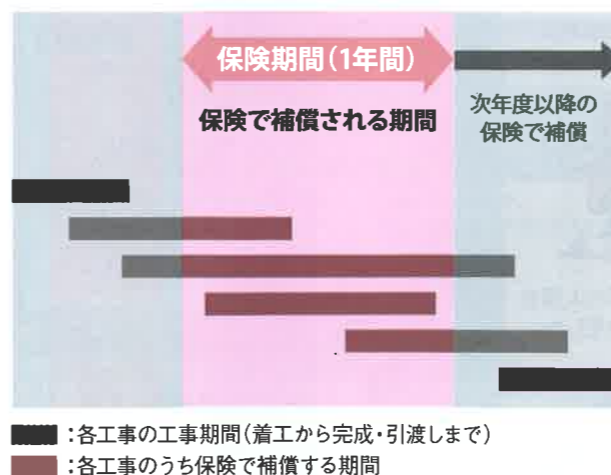 保険期間（1年間）
保険で補償される期間
次年度以降の
保険で補償
：各工事の工事期間（着工から完成・引渡しまで）
：各工事のうち保険で補償する期間